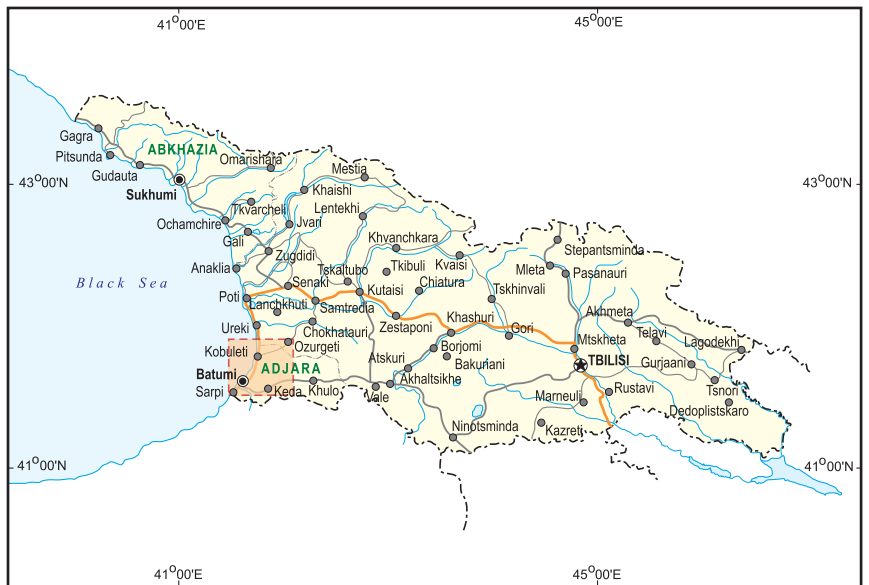 41°00'E
45°00'E
Gagra
ABKHAZIA
Pitsunda
Omarishara
Gudauta
Mestia
43°00'N
43°00'N
Sukhumi
Khaishi
Tkvarcheli
Lentekhi
Ochamchire
Jvari
Gali
Khvanchkara
Stepantsminda
Zugdidi
Anaklia
Tskaltubo
Tkibuli
Kvaisi
Mleta
Pasanauri
Black Sea
Senaki
Kutaisi
Chiatura
Tskhinvali
Poti
Lanchkhuti
Samtredia
Akhmeta
Ureki
Chokhatauri
Zestaponi
Khashuri
Gori
Telavi
Kobuleti
Ozurgeti
Atskuri
Borjomi
Mtskheta
Lagodekhi
Batumi
ADJARA
Bakuriani
TBILISI
Gurjaani
Sarpi
Keda
Khulo
Vale
Akhaltsikhe
Marneuli
Rustavi
Tsnori
Dedoplistskaro
Ninotsminda
Kazreti
41°00'N
41°00'N
41°00'E
45°00'E